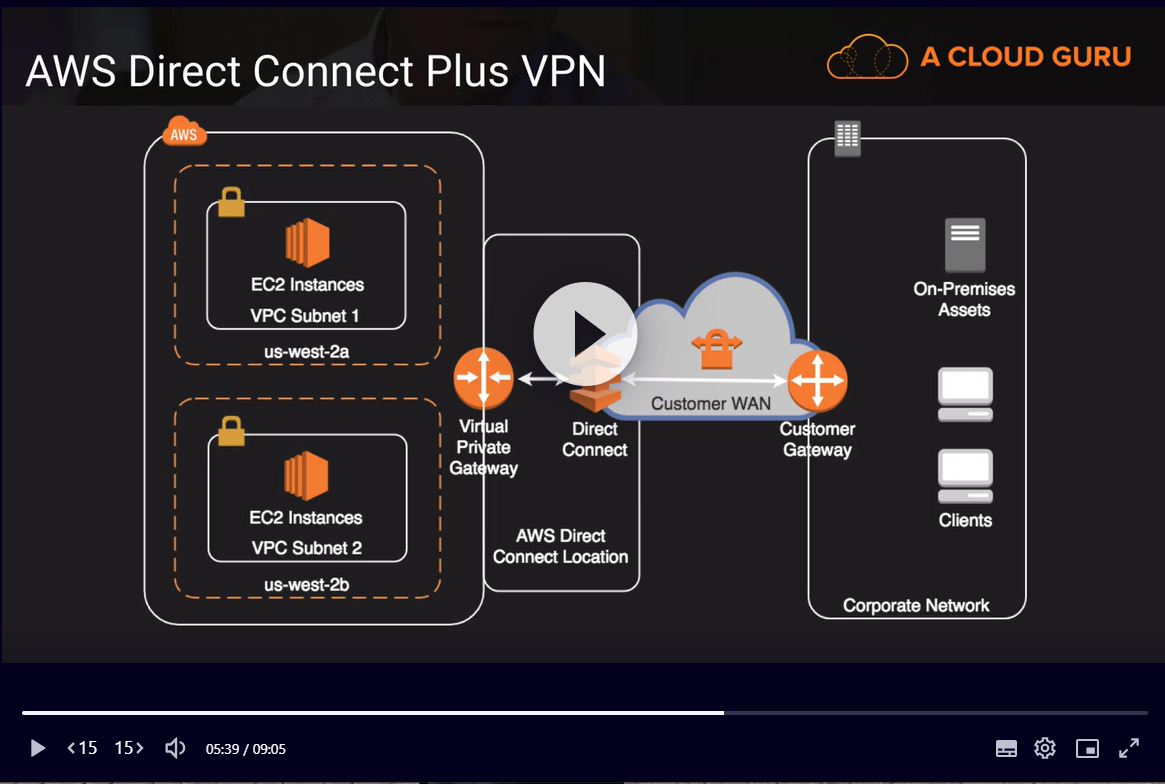 AWS Direct Connect Plus VPN
A CLOUD GURU
AWS
EC2 Instances
VPC Subnet 1
us-west-2a
EC2 Instances
VPC Subnet 2
us-west-2b
Virtual
Private
Gateway
Direct
Connect
AWS Direct
Connect Location
Customer WAN
Customer
Gateway
On-Premises
Assets
Clients
Corporate Network
15
15
05:39 / 09:05